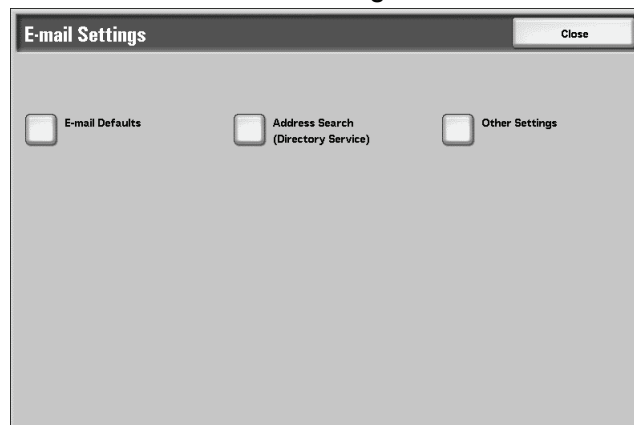 E-mail Settings
Close
E-mail Defaults
Address Search
(Directory Service)
Other Settings